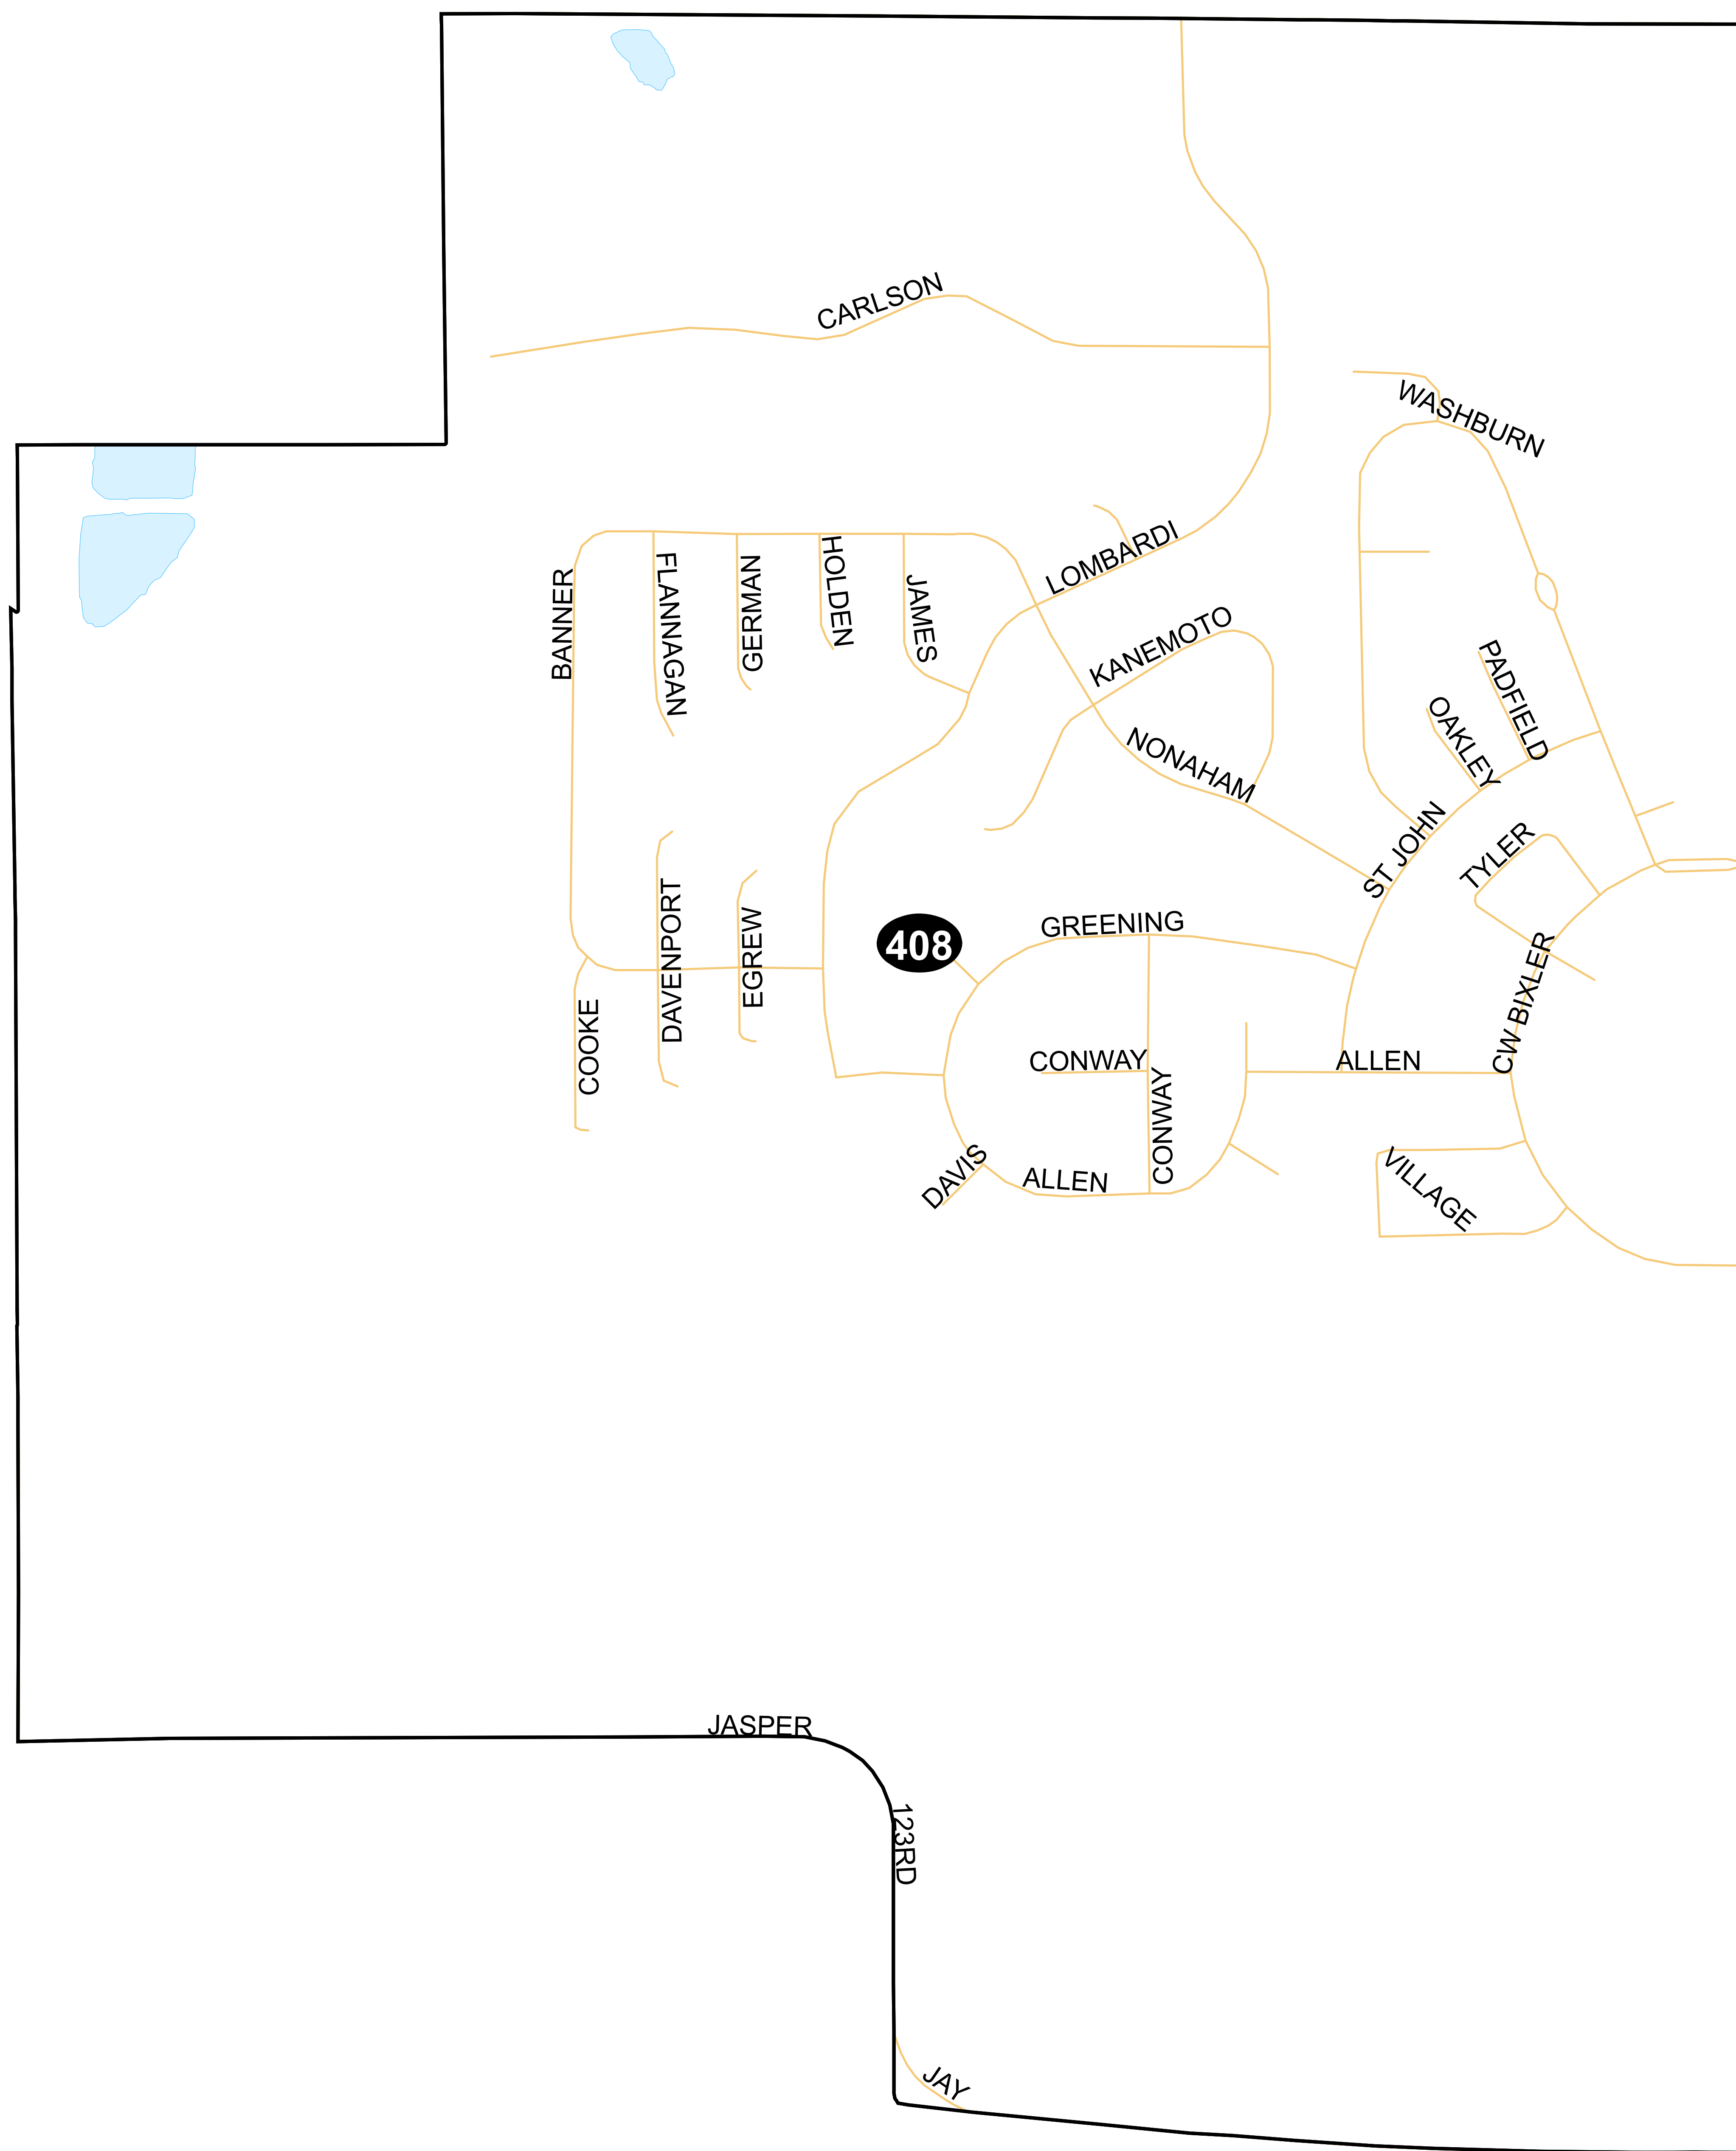 CARLSON
WASHBURN
LOMBARDI
BANNER
FLANNAGAN
GERMAN
HOLDEN
JAMES
KANEMOTO
PADFIELD
OAKLEY
NONAHAM
ST JOHN
TYLER
DAVENPORT
EGREW
408
GREENING
CW BIXLER
COOKE
CONWAY
ALLEN
CONWAY
DAVIS
ALLEN
VILLAGE
JASPER
123RD
JAY